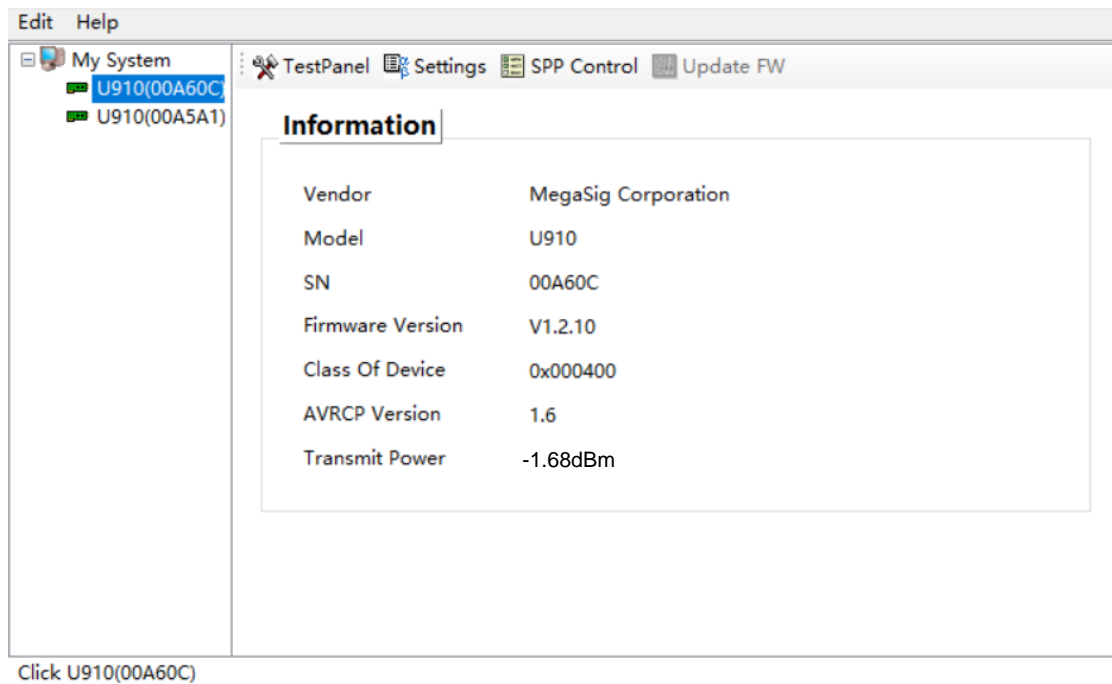 Edit Help
My System
U910(00A60C)
U910(00A5A1)
TestPanel Settings SPP Control Update FW
Information
Vendor MegaSig Corporation
Model U910
SN 00A60C
Firmware Version V1.2.10
Class Of Device 0x000400
AVRCP Version 1.6
Transmit Power -1.68dBm
Click U910(00A60C)